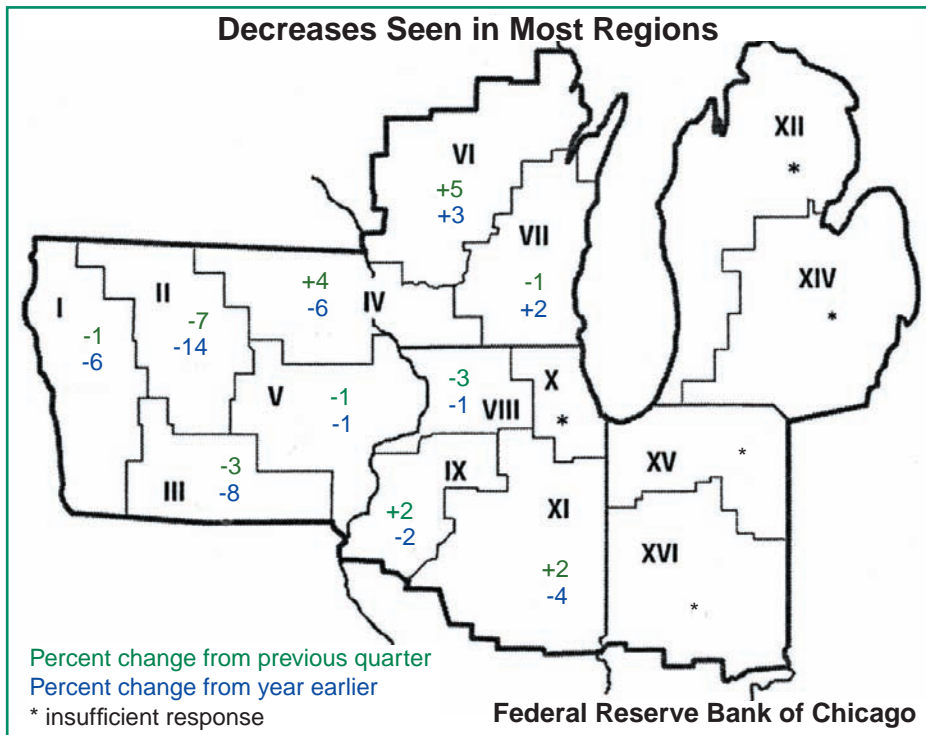 Decreases Seen in Most Regions
XII
*
VI
+5
+3
VII
-1
+2
XIV
*
I
-1
-6
II
-7
-14
+4
-6
IV
V
-1
-1
-3
-1
VIII
X
*
III
-3
-8
IX
+2
-2
XI
+2
-4
XV
*
XVI
*
Percent change from previous quarter
Percent change from year earlier
* insufficient response
Federal Reserve Bank of Chicago